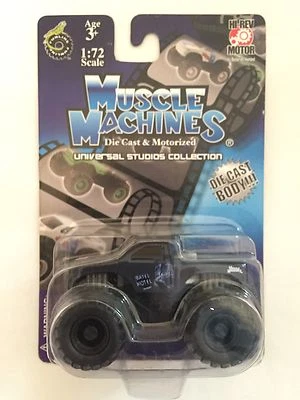 Age
3+
1:72
Scale
HI-REV
MOTOR
MUSCLE
MACHINES®
Die Cast & Motorized
UNIVERSAL STUDIOS COLLECTION
DIE CAST
BODY!!!
BATES
MOTEL
WARNING